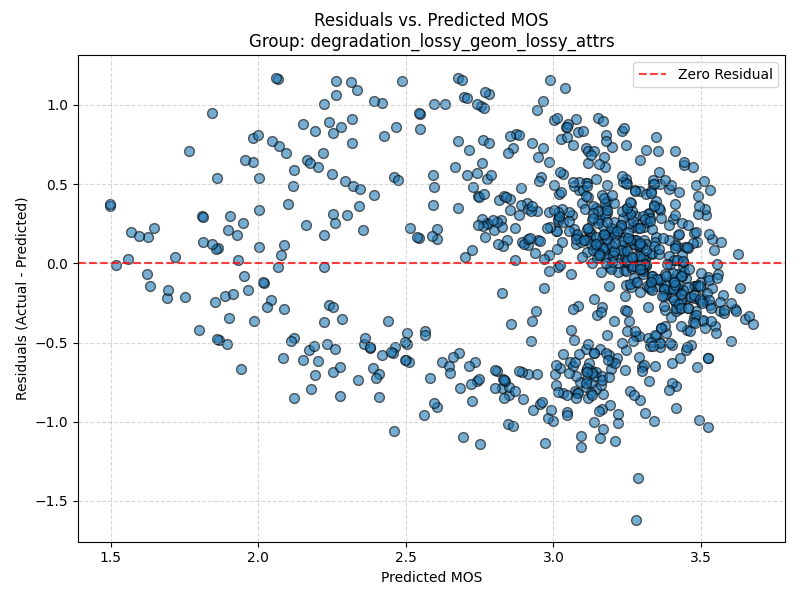 Residuals vs. Predicted MOS
Group: degradation_lossy_geom_lossy_attrs
Zero Residual
Residuals (Actual - Predicted)
1.0
0.5
0.0
−0.5
−1.0
−1.5
1.5
2.0
2.5
3.0
3.5
Predicted MOS